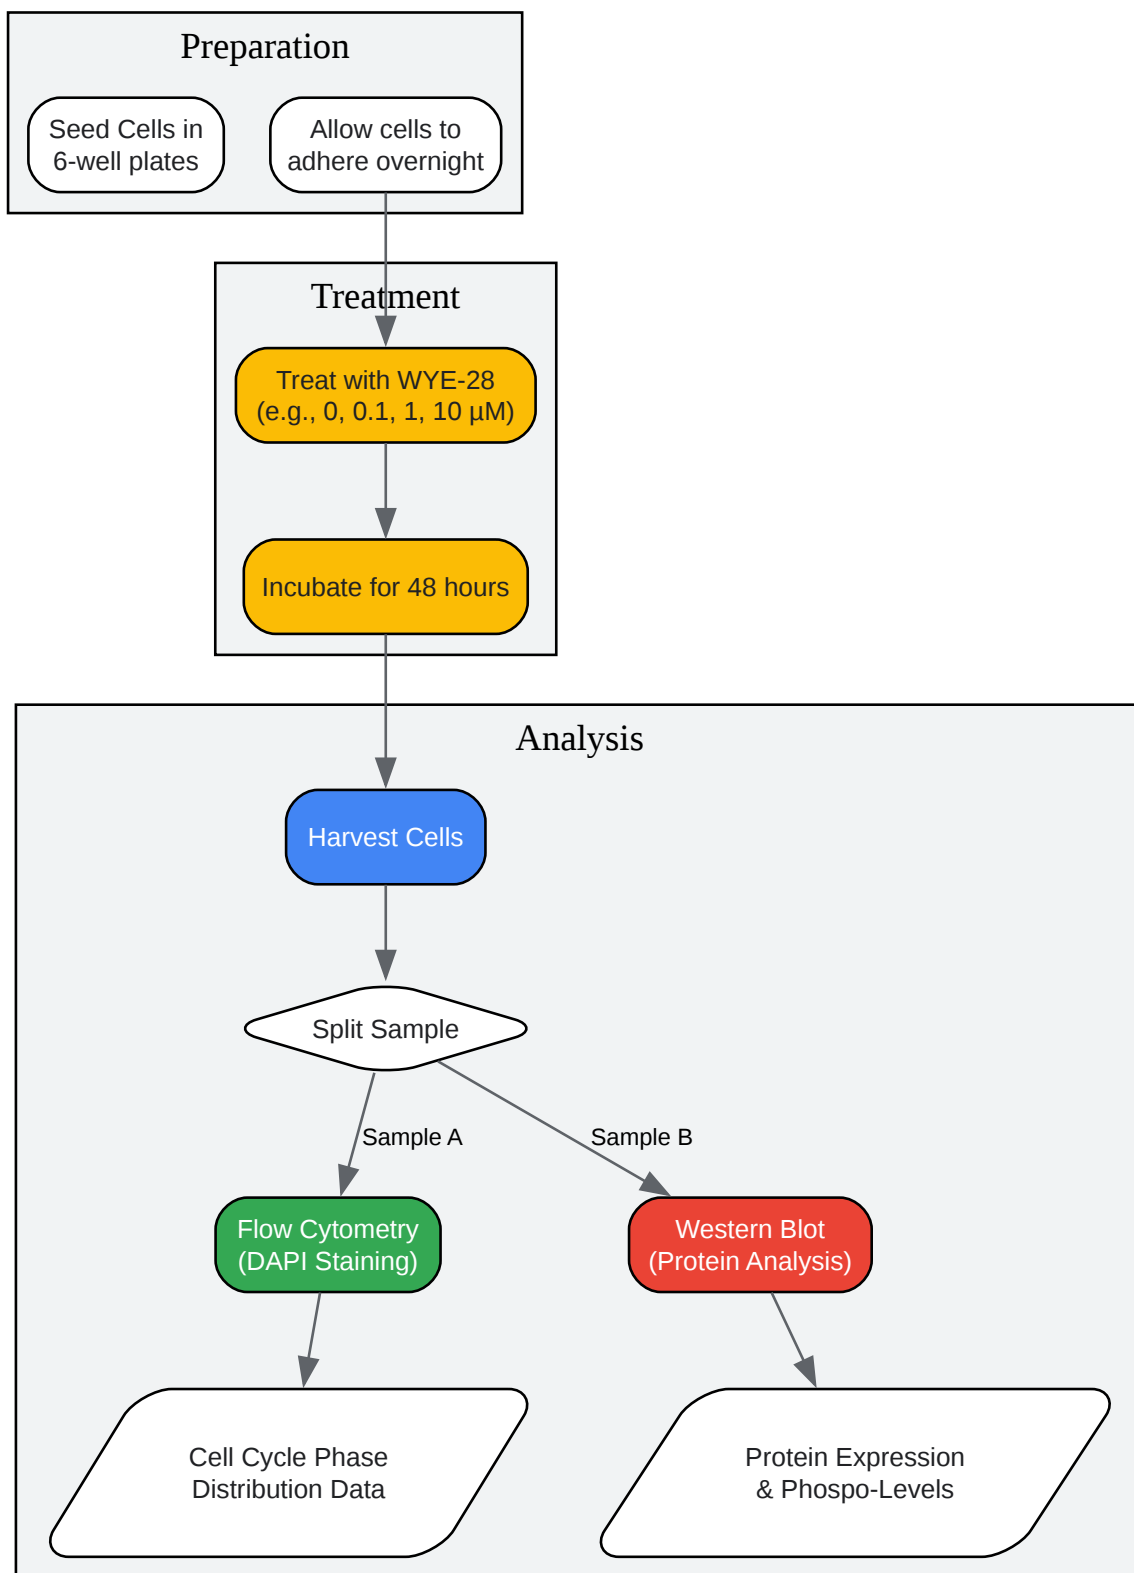 Preparation
Seed Cells in
6-well plates
Allow cells to
adhere overnight
Treatment
Treat with WYE-28
(e.g., 0, 0.1, 1, 10 µM)
Incubate for 48 hours
Analysis
Harvest Cells
Split Sample
Sample A
Sample B
Flow Cytometry
(DAPI Staining)
Western Blot
(Protein Analysis)
Cell Cycle Phase
Distribution Data
Protein Expression
& Phospo-Levels